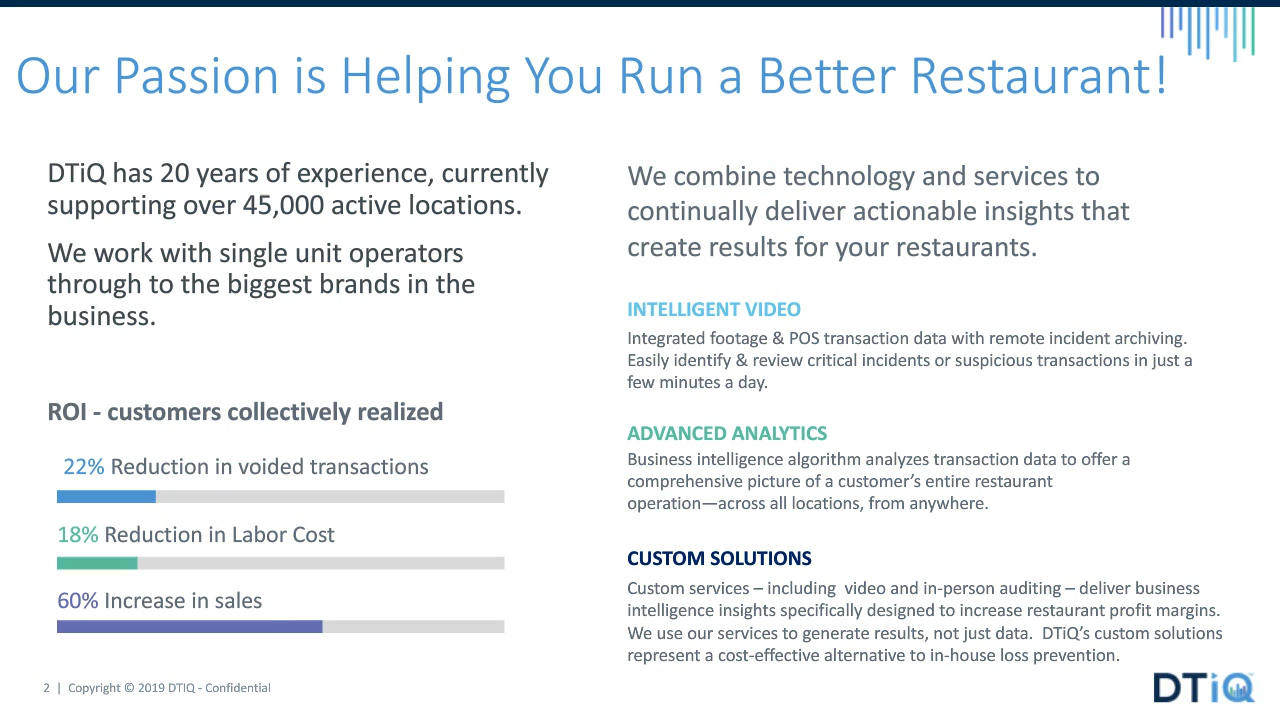 Our Passion is Helping You Run a Better Restaurant!
DTiQ has 20 years of experience, currently
supporting over 45,000 active locations.
We work with single unit operators
through to the biggest brands in the
business.
ROI - customers collectively realized
22% Reduction in voided transactions
18% Reduction in Labor Cost
60% Increase in sales
We combine technology and services to
continually deliver actionable insights that
create results for your restaurants.
INTELLIGENT VIDEO
Integrated footage & POS transaction data with remote incident archiving.
Easily identify & review critical incidents or suspicious transactions in just a
few minutes a day.
ADVANCED ANALYTICS
Business intelligence algorithm analyzes transaction data to offer a
comprehensive picture of a customer's entire restaurant
operation—across all locations, from anywhere.
CUSTOM SOLUTIONS
Custom services – including  video and in-person auditing – deliver business
intelligence insights specifically designed to increase restaurant profit margins.
We use our services to generate results, not just data.  DTiQ's custom solutions
represent a cost-effective alternative to in-house loss prevention.
2 | Copyright © 2019 DTIQ - Confidential
DTiQ